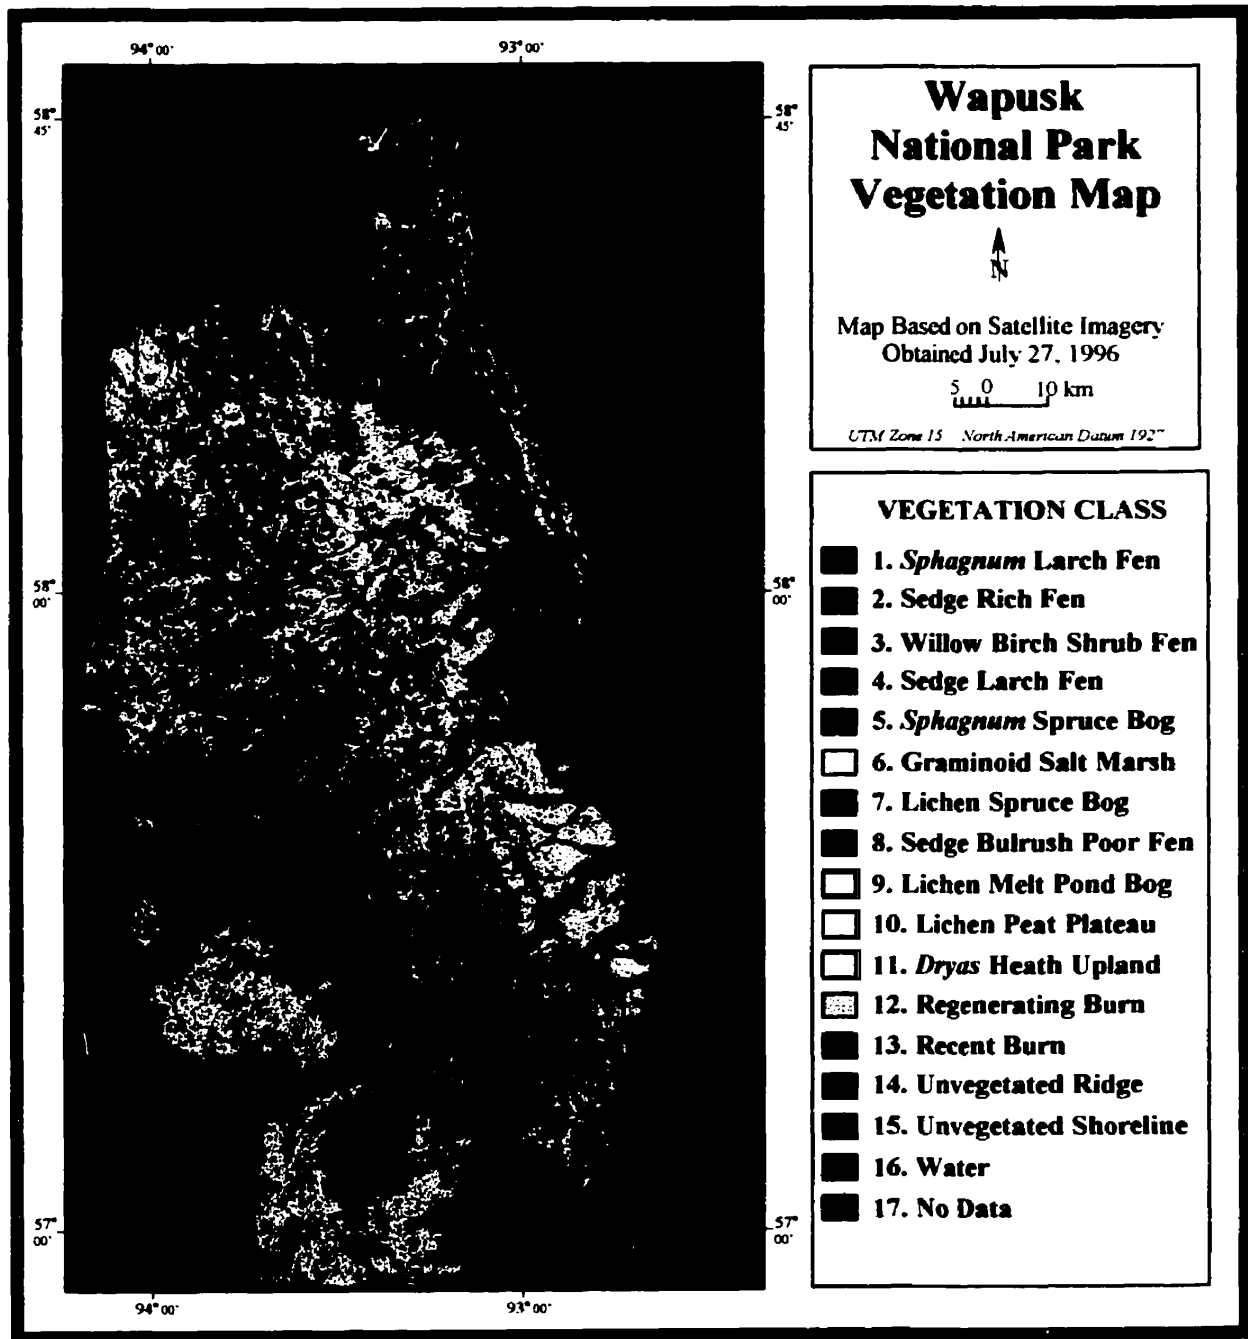 94° 00'
93° 00'
58° 45'
58° 45'
58° 00'
58° 00'
57° 00'
57° 00'
94° 00'
93° 00'
Wapusk
National Park
Vegetation Map
N
Map Based on Satellite Imagery
Obtained July 27, 1996
5 0 10 km
UTM Zone 15 North American Datum 192
VEGETATION CLASS
1. Sphagnum Larch Fen
2. Sedge Rich Fen
3. Willow Birch Shrub Fen
4. Sedge Larch Fen
5. Sphagnum Spruce Bog
6. Graminoid Salt Marsh
7. Lichen Spruce Bog
8. Sedge Bulrush Poor Fen
9. Lichen Melt Pond Bog
10. Lichen Peat Plateau
11. Dryas Heath Upland
12. Regenerating Burn
13. Recent Burn
14. Unvegetated Ridge
15. Unvegetated Shoreline
16. Water
17. No Data